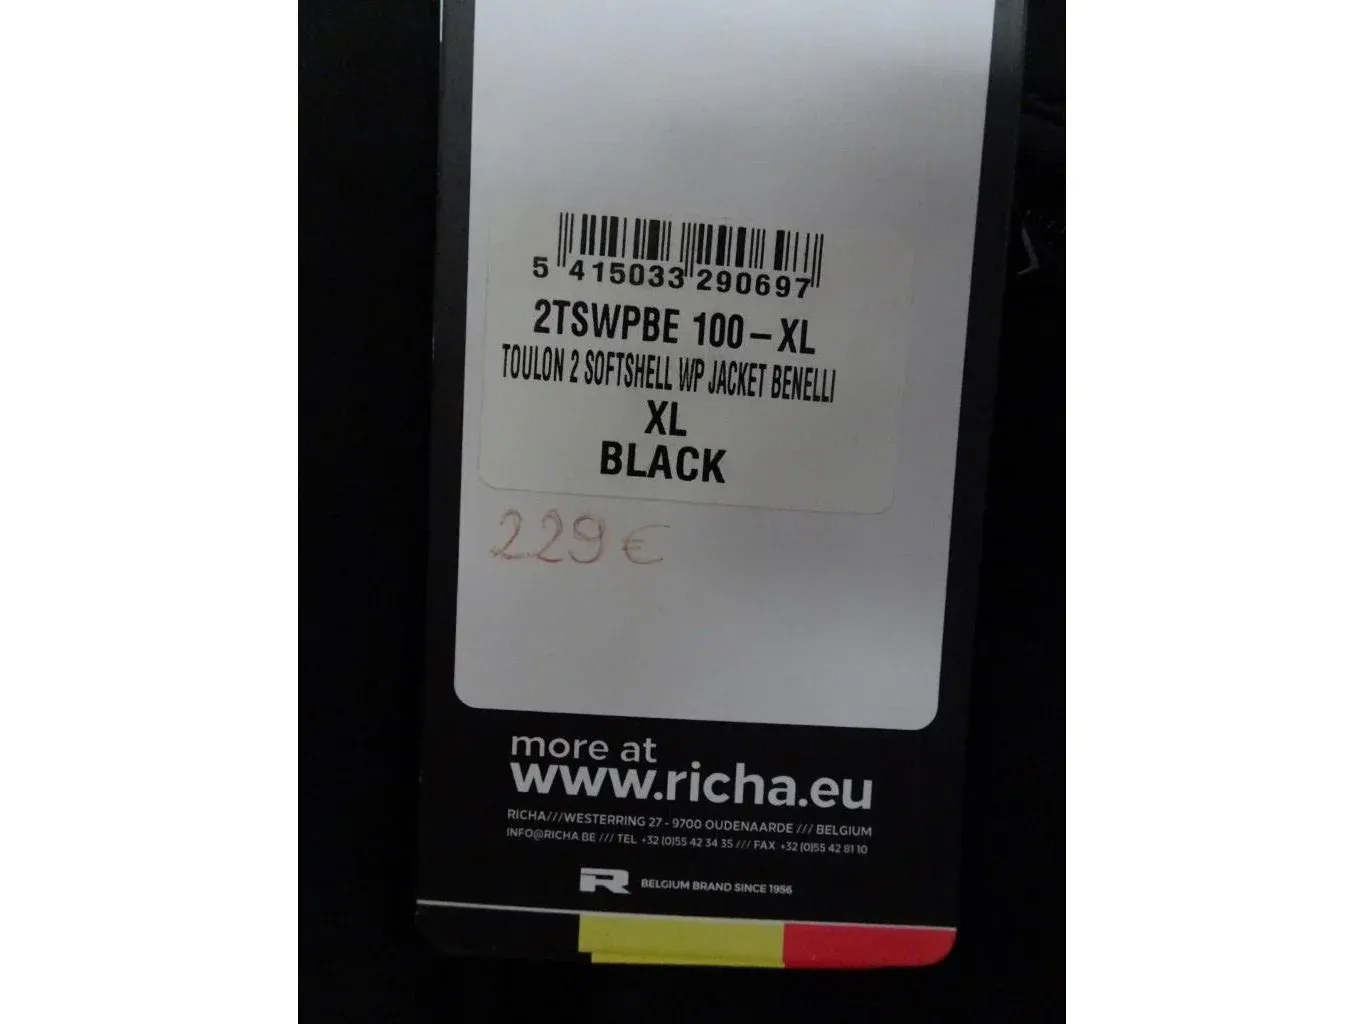 5 415033 290697
2TSWPBE 100-XL
TOULON 2 SOFTSHELL WP JACKET BENELLI
XL
BLACK
229€
more at
www.richa.eu
RICHA///WESTERRING 27 - 9700 OUDENAARDE /// BELGIUM
INFO@RICHA.BE /// TEL +32 (0)55 42 34 35 /// FAX +32 (0)55 42 81 10
R BELGIUM BRAND SINCE 1956